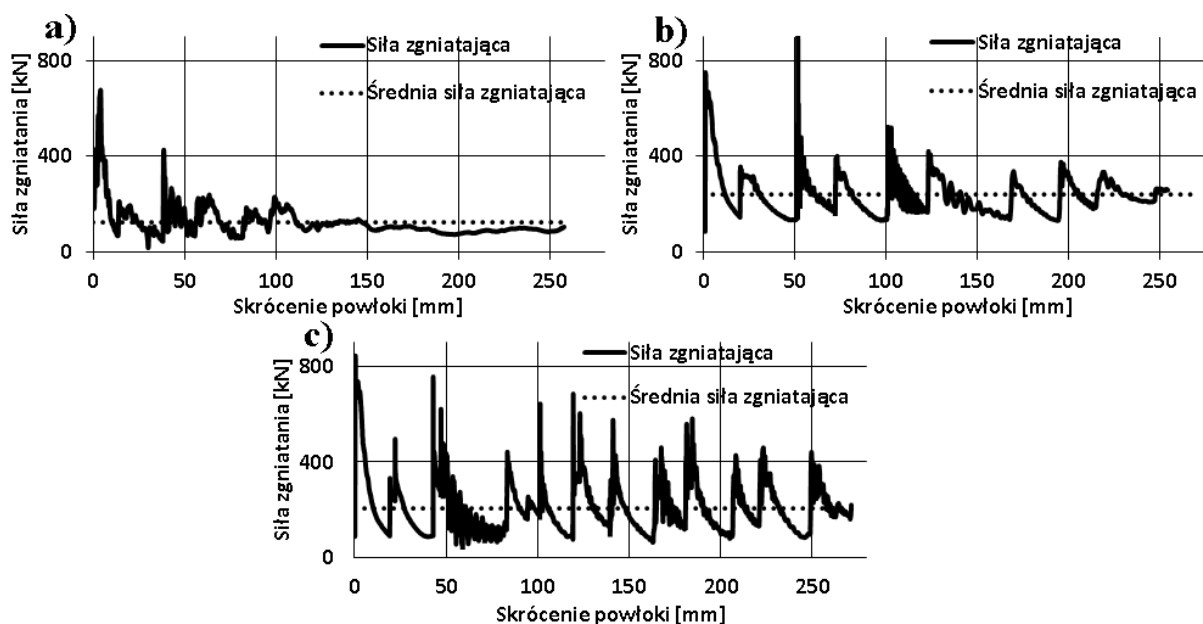 a)
Siła zgniatania [kN]
800
400
0
Siła zgniatająca
Średnia siła zgniatająca
0 50 100 150 200 250
Skrócenie powłoki [mm]
b)
Siła zgniatania [kN]
800
400
0
Siła zgniatająca
Średnia siła zgniatająca
0 50 100 150 200 250
Skrócenie powłoki [mm]
c)
Siła zgniatania [kN]
800
400
0
Siła zgniatająca
Średnia siła zgniatająca
0 50 100 150 200 250
Skrócenie powłoki [mm]